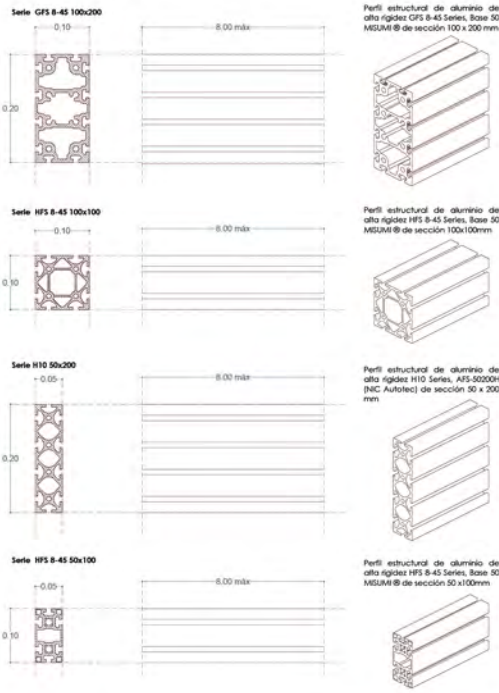 Serie GFS 8-45 100x200
0.10
8.00 máx
0.20
Perfil estructural de aluminio de
alta rigidez GFS 8-45 Series, Base 50
MISUMI ® de sección 100 x 200 mm
Serie HFS 8-45 100x100
0.10
8.00 máx
0.10
Perfil estructural de aluminio de
alta rigidez HFS 8-45 Series, Base 50
MISUMI ® de sección 100x100mm
Serie H10 50x200
0.05
8.00 máx
0.20
Perfil estructural de aluminio de
alta rigidez H10 Series, AFS-50200H
(NIC Autotec) de sección 50 x 200
mm
Serie HFS 8-45 50x100
0.05
8.00 máx
0.10
Perfil estructural de aluminio de
alta rigidez HFS 8-45 Series, Base 50
MISUMI ® de sección 50 x100mm